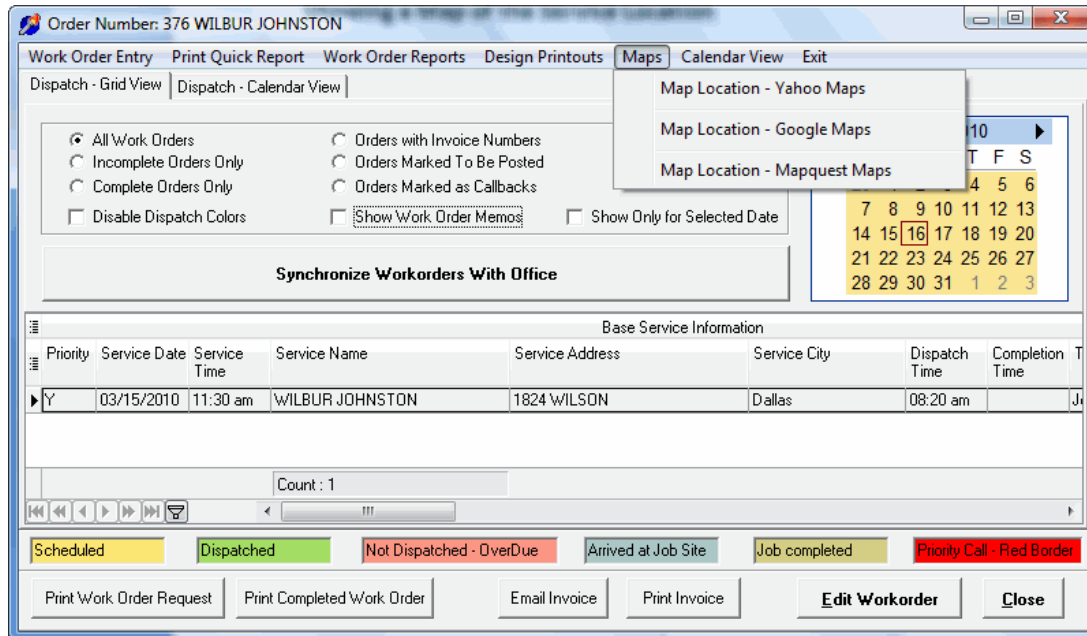 Order Number: 376 WILBUR JOHNSTON
Work Order Entry Print Quick Report Work Order Reports Design Printouts Maps Calendar View Exit
Dispatch - Grid View Dispatch - Calendar View
Map Location - Yahoo Maps
Map Location - Google Maps
Map Location - Mapquest Maps
All Work Orders Orders with Invoice Numbers
Incomplete Orders Only Orders Marked To Be Posted
Complete Orders Only Orders Marked as Callbacks
Disable Dispatch Colors Show Work Order Memos Show Only for Selected Date
T F S
4 5 6
7 8 9 10 11 12 13
14 15 16 17 18 19 20
21 22 23 24 25 26 27
28 29 30 31 1 2 3
Synchronize Workorders With Office
Base Service Information
Priority Service Date Service Time Service Name Service Address Service City Dispatch Time Completion Time T
Y 03/15/2010 11:30 am WILBUR JOHNSTON 1824 WILSON Dallas 08:20 am
Count : 1
Scheduled Dispatched Not Dispatched - OverDue Arrived at Job Site Job completed Priority Call - Red Border
Print Work Order Request Print Completed Work Order Email Invoice Print Invoice Edit Workorder Close